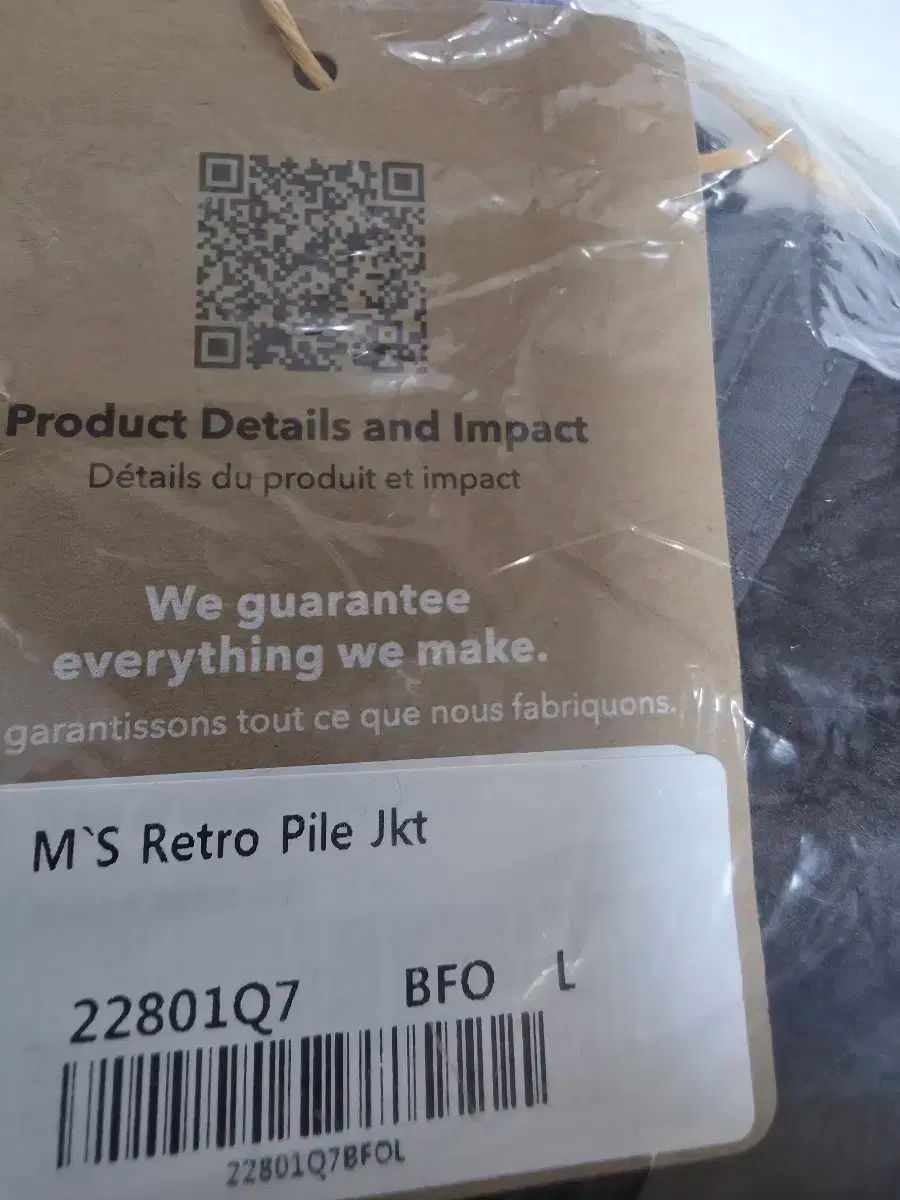 Product Details and Impact
Détails du produit et impact
We guarantee
everything we make.
garantissons tout ce que nous fabriquons.
M`S Retro Pile Jkt
22801Q7 BFO L
22801Q7BFOL